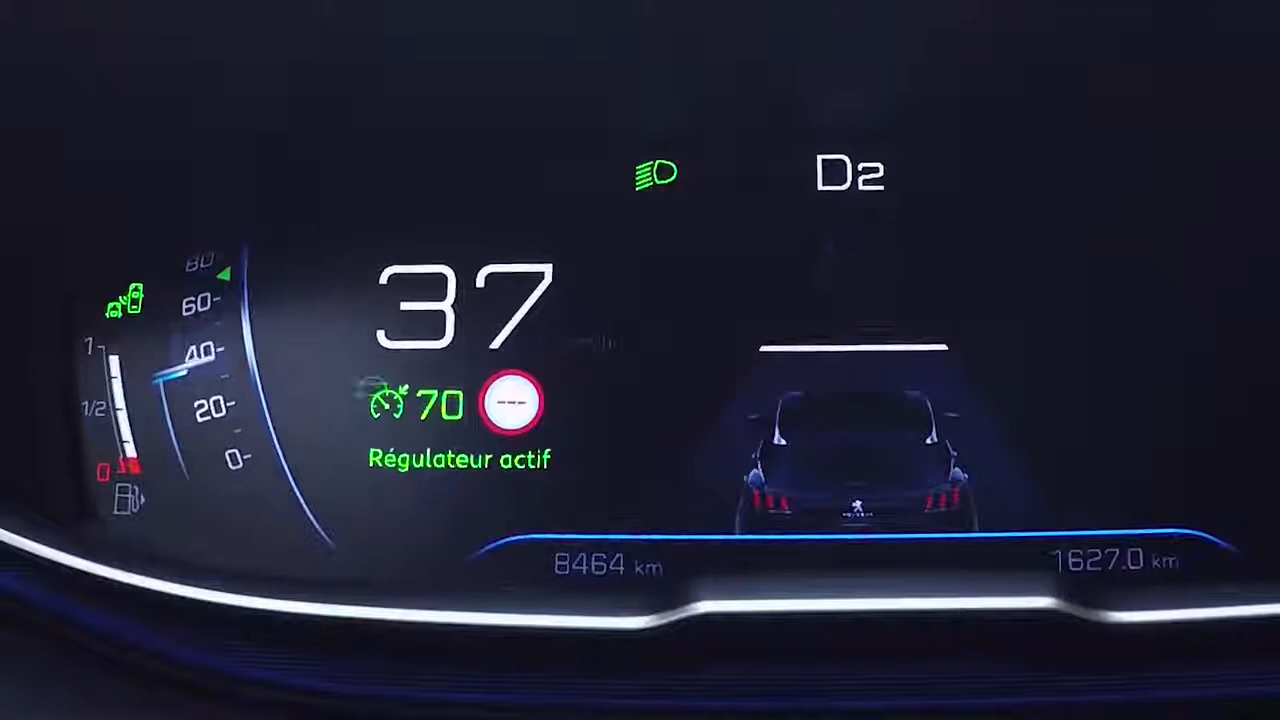 D2
80
60-
40-
20-
0-
1
1/2
0
37
70
---
Régulateur actif
8464 km
1627.0 km